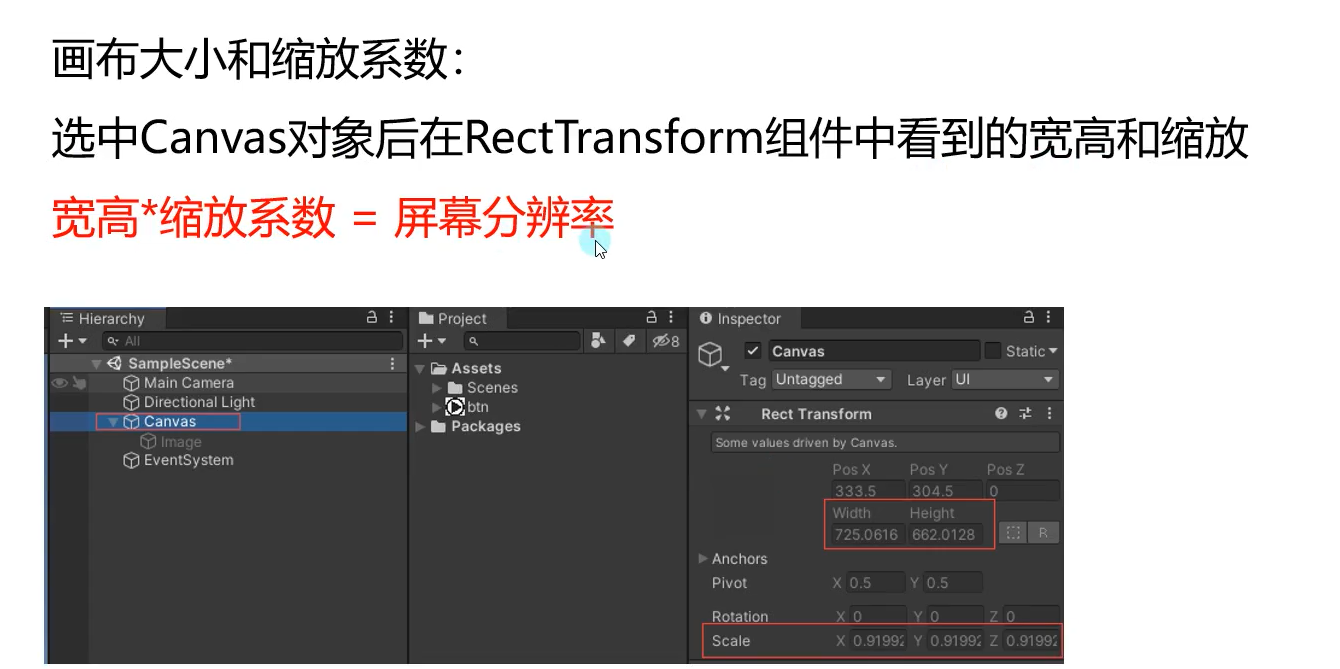 画布大小和缩放系数：
选中Canvas对象后在RectTransform组件中看到的宽高和缩放
宽高*缩放系数 = 屏幕分辨率
Hierarchy
Project
Inspector
All
8
SampleScene*
Main Camera
Directional Light
Canvas
Image
EventSystem
Assets
Scenes
btn
Packages
Canvas Static
Tag Untagged Layer UI
Rect Transform
Some values driven by Canvas.
Pos X Pos Y Pos Z
333.5 304.5 0
Width Height
725.0616 662.0128 R
Anchors
Pivot X 0.5 Y 0.5
Rotation X 0 Y 0 Z 0
Scale X 0.91992 Y 0.91992 Z 0.91992